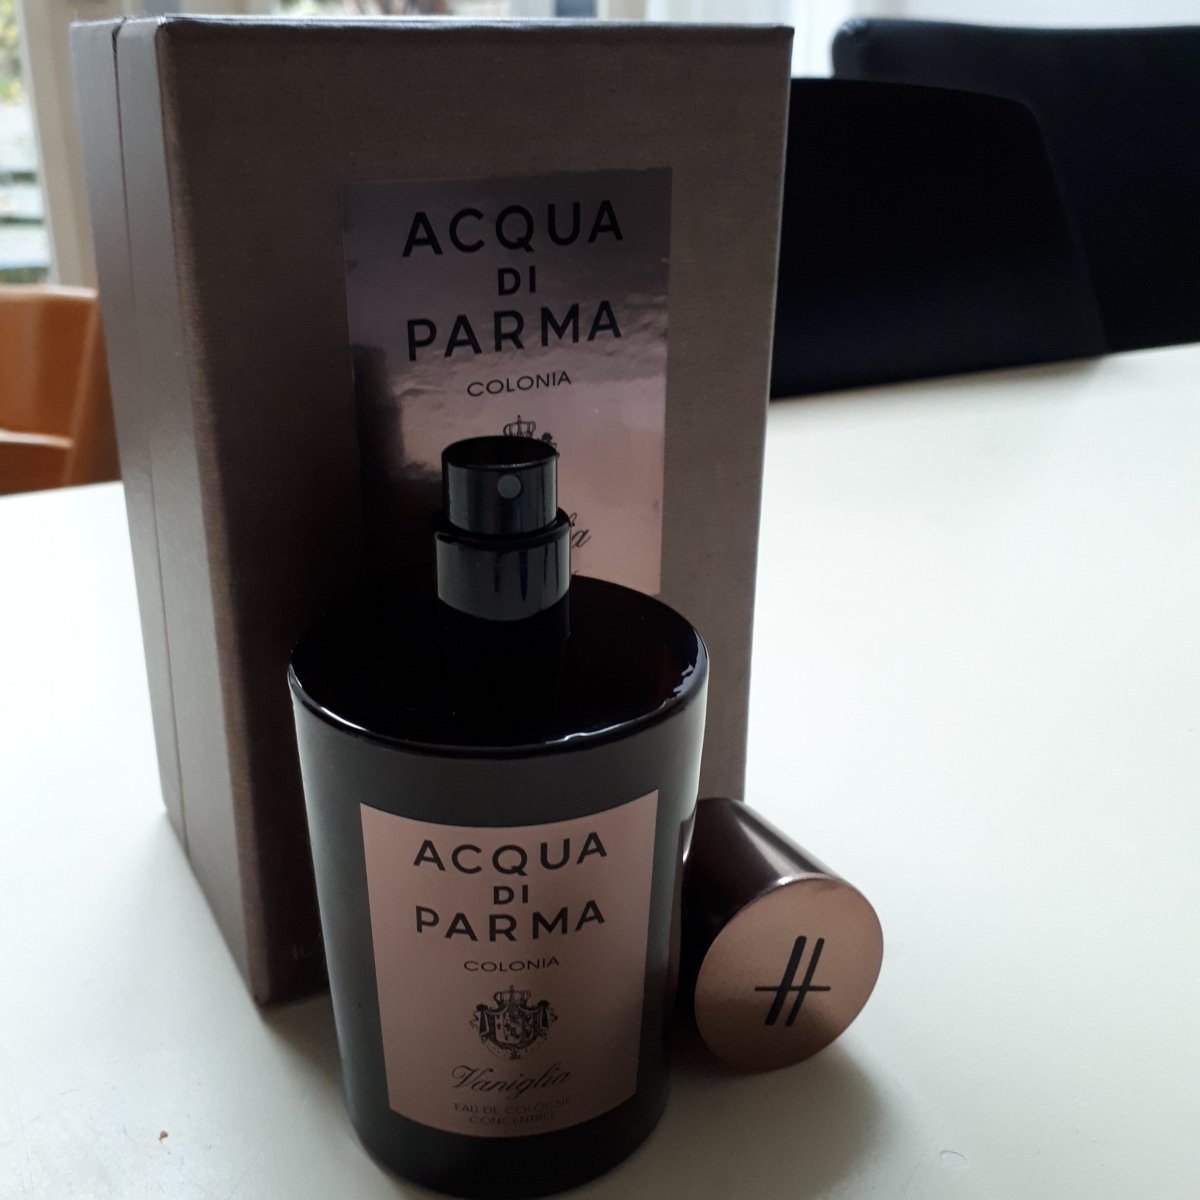 ACQUA
DI
PARMA
COLONIA
ACQUA
DI
PARMA
COLONIA
Vaniglia
EAU DE COLOGNE
CONCENTRÉE